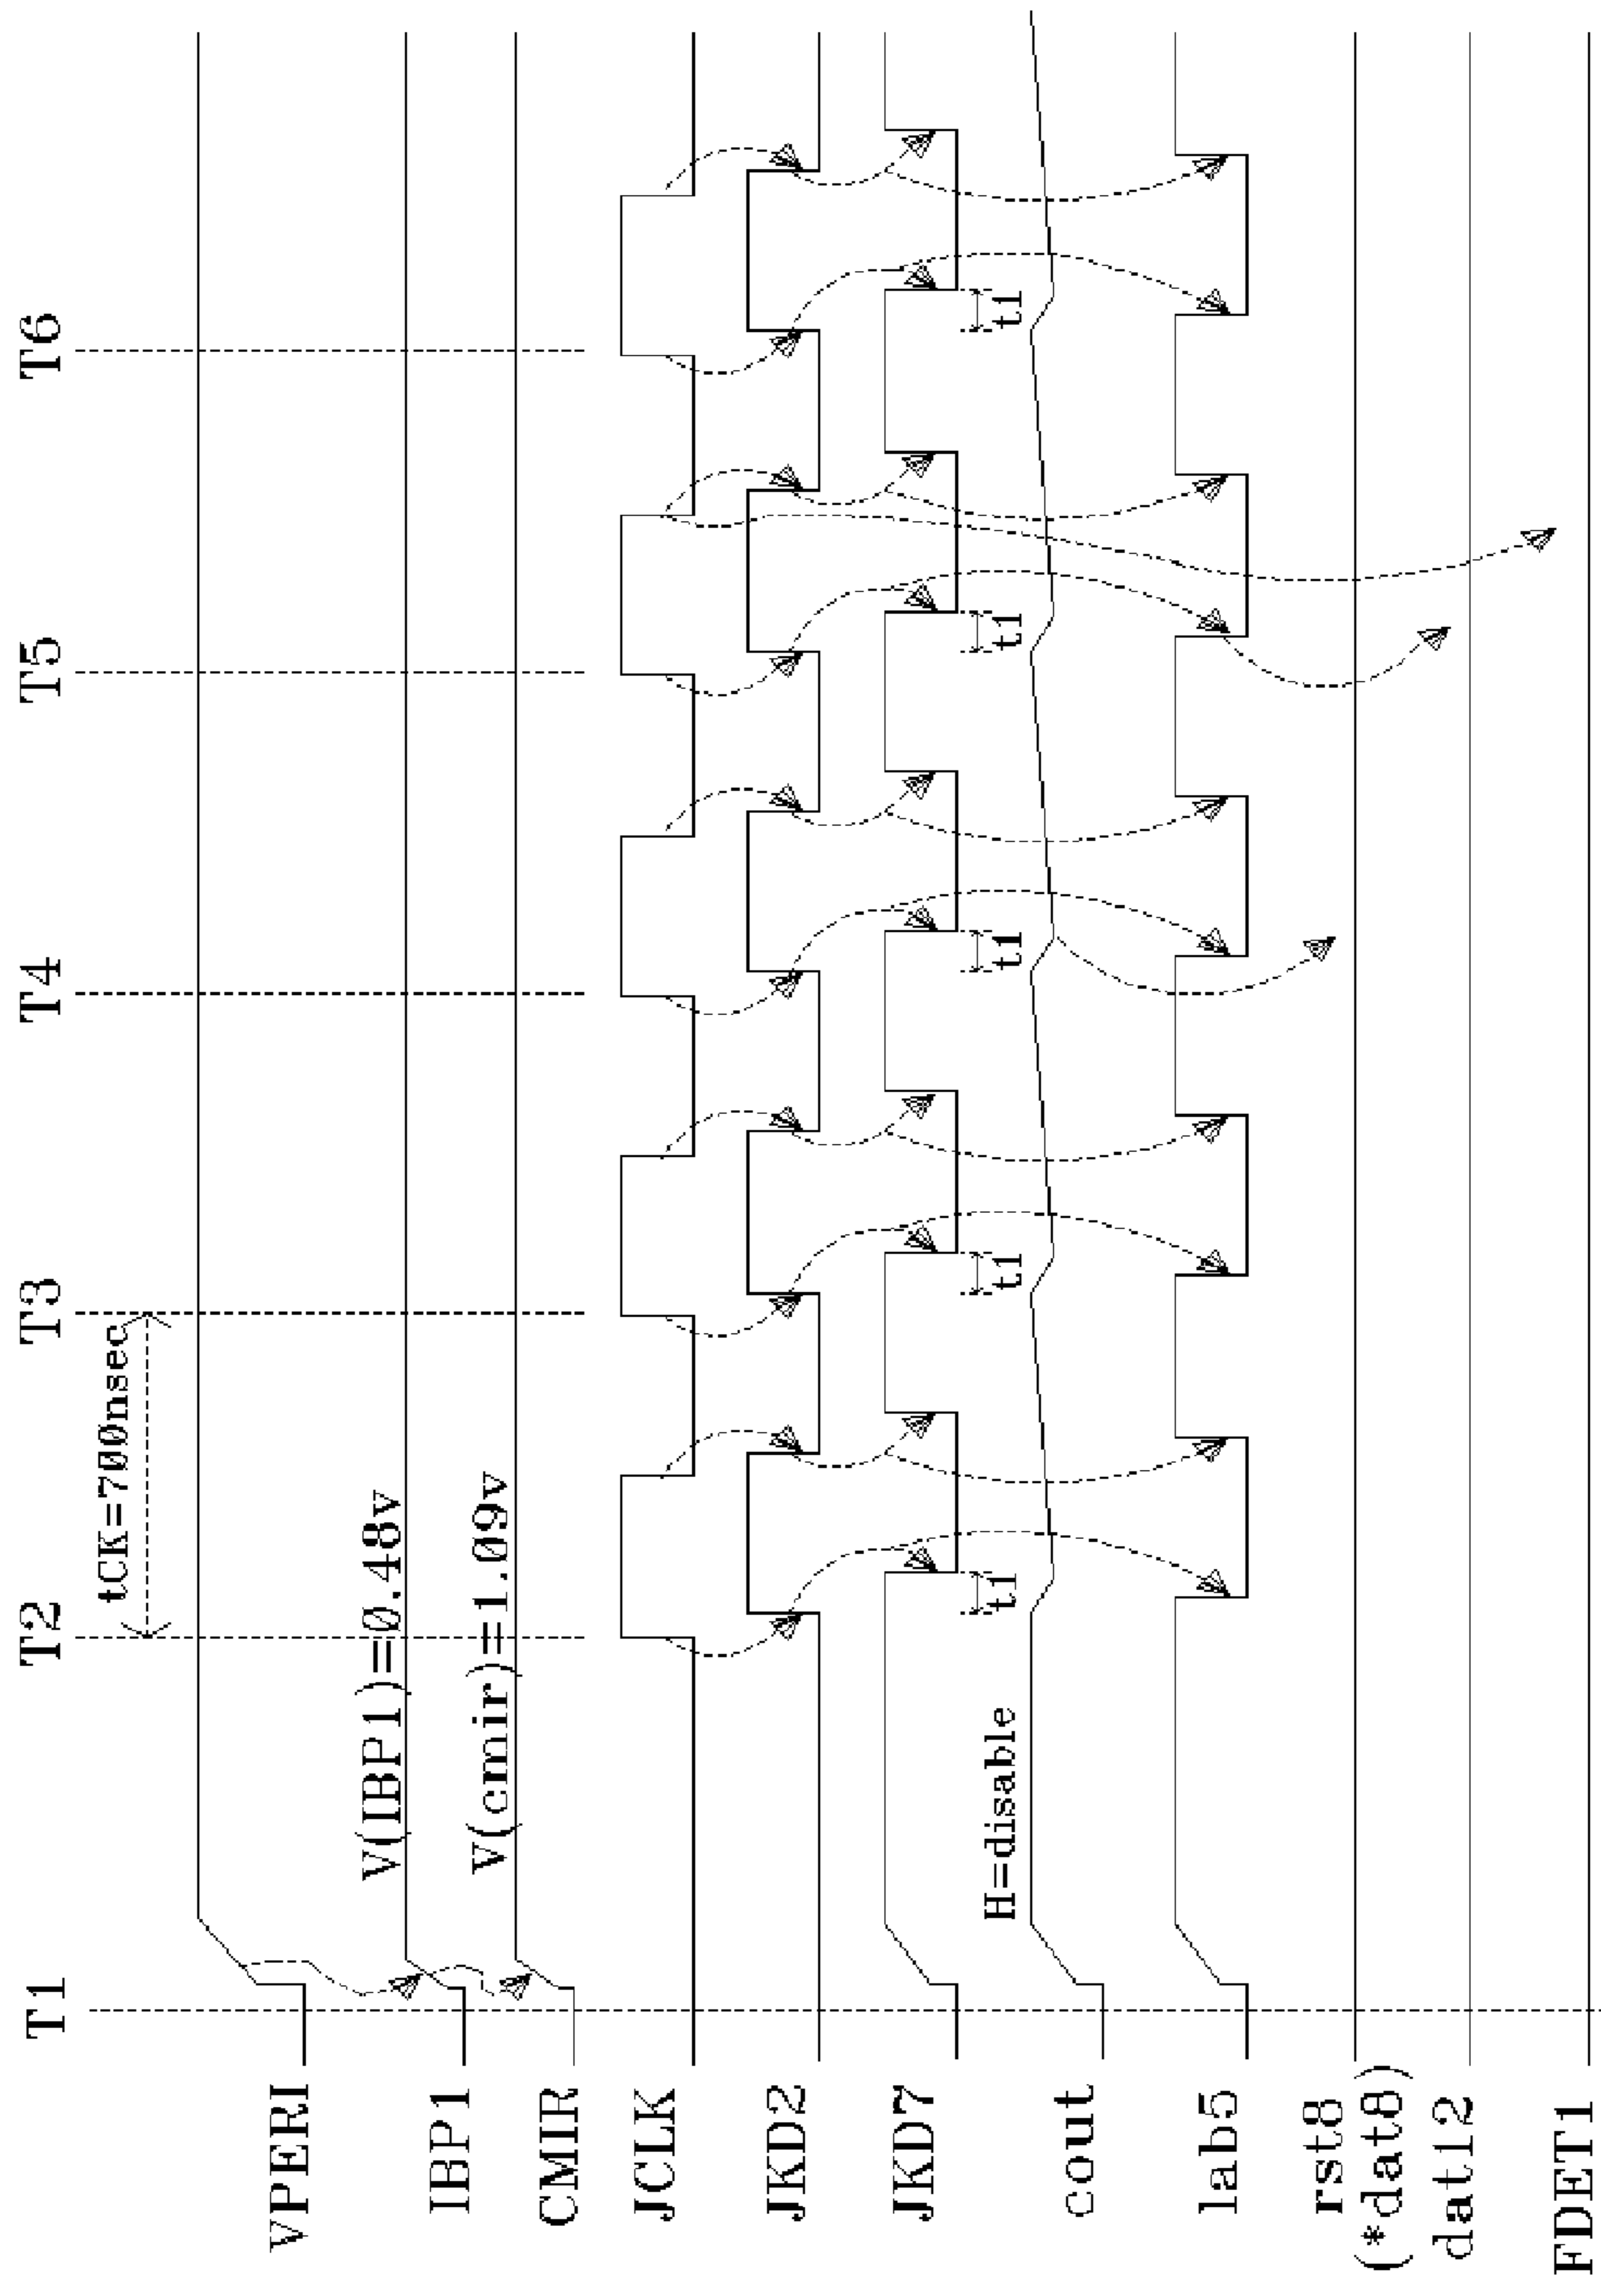 T1
T2
T3
T4
T5
T6
tCK=700nsec
VPERI
V(IBP1)=0.48v
IBP1
V(cmir)=1.09v
CMIR
JCLK
JKD2
JKD7
t1
t1
t1
t1
t1
H=disable
cout
lab5
rst8
(*dat8)
dat12
FDET1